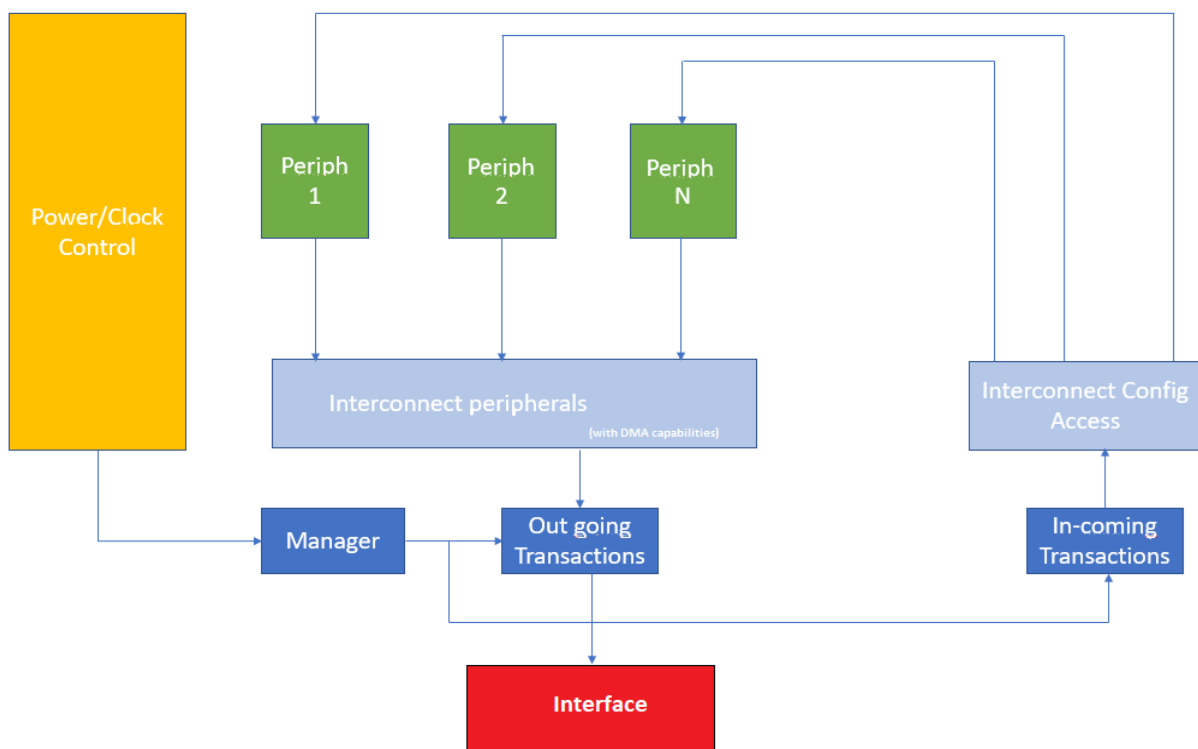 Periph
1
Periph
2
Periph
N
Power/Clock
Control
Interconnect peripherals
(with DMA capabilities)
Interconnect Config
Access
Manager
Out going
Transactions
In-coming
Transactions
Interface